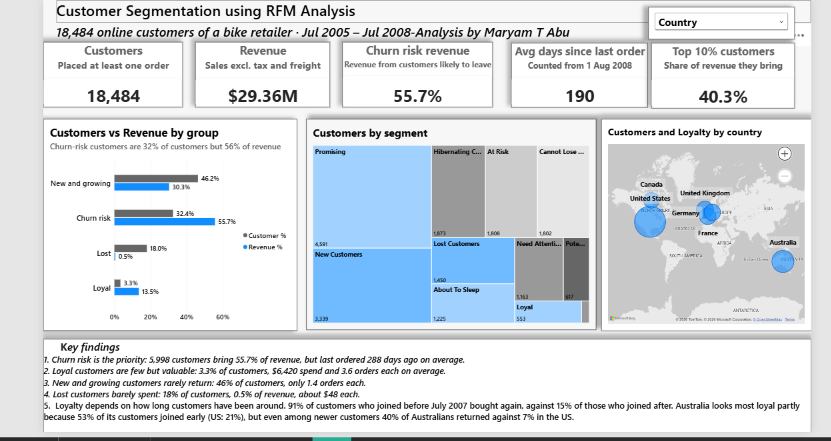 Customer Segmentation using RFM Analysis
18,484 online customers of a bike retailer · Jul 2005 – Jul 2008-Analysis by Maryam T Abu
Country
...
Customers
Placed at least one order
18,484
Revenue
Sales excl. tax and freight
$29.36M
Churn risk revenue
Revenue from customers likely to leave
55.7%
Avg days since last order
Counted from 1 Aug 2008
190
Top 10% customers
Share of revenue they bring
40.3%
Customers vs Revenue by group
Churn-risk customers are 32% of customers but 56% of revenue
New and growing
46.2%
30.3%
Churn risk
32.4%
55.7%
Lost
18.0%
0.5%
Loyal
3.3%
13.5%
0%
20%
40%
60%
Customer %
Revenue %
Customers by segment
Promising
4,591
New Customers
3,339
Hibernating C...
1,873
At Risk
1,808
Cannot Lose ...
1,802
Lost Customers
1,450
About To Sleep
1,225
Need Attenti...
1,163
Pote...
617
Loyal
553
Customers and Loyalty by country
Canada
United States
United Kingdom
Germany
France
Australia
ASIA
AFRICA
SOUTH AMERICA
ANTARCTICA
Key findings
1. Churn risk is the priority: 5,998 customers bring 55.7% of revenue, but last ordered 288 days ago on average.
2. Loyal customers are few but valuable: 3.3% of customers, $6,420 spend and 3.6 orders each on average.
3. New and growing customers rarely return: 46% of customers, only 1.4 orders each.
4. Lost customers barely spent: 18% of customers, 0.5% of revenue, about $48 each.
5. Loyalty depends on how long customers have been around. 91% of customers who joined before July 2007 bought again, against 15% of those who joined after. Australia looks most loyal partly
because 53% of its customers joined early (US: 21%), but even among newer customers 40% of Australians returned against 7% in the US.